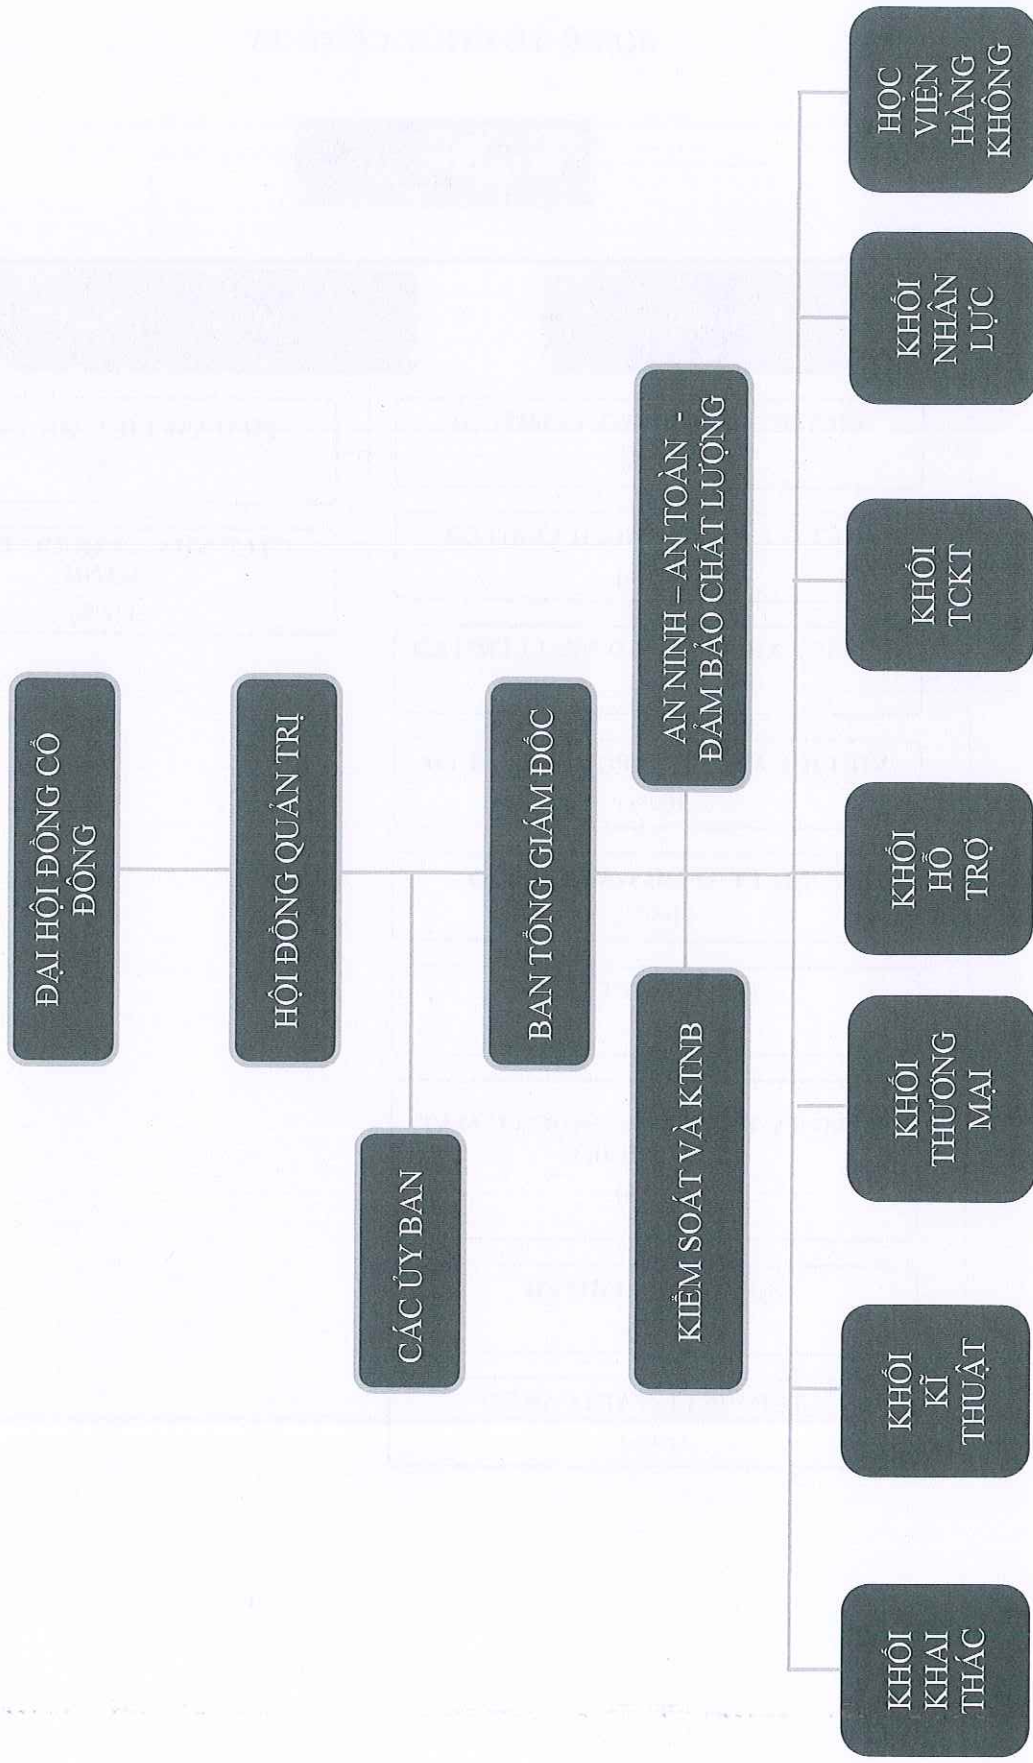 ĐẠI HỘI ĐỒNG CỔ
ĐÔNG
HỘI ĐỒNG QUẢN TRỊ
CÁC ỦY BAN
BAN TỔNG GIÁM ĐỐC
KIỂM SOÁT VÀ KTNB
AN NINH – AN TOÀN -
ĐẢM BẢO CHẤT LƯỢNG
KHỐI
KHAI
THÁC
KHỐI
KĨ
THUẬT
KHỐI
THƯƠNG
MẠI
KHỐI
HỖ
TRỢ
KHỐI
TCKT
KHỐI
NHÂN
LỰC
HỌC
VIỆN
HÀNG
KHÔNG